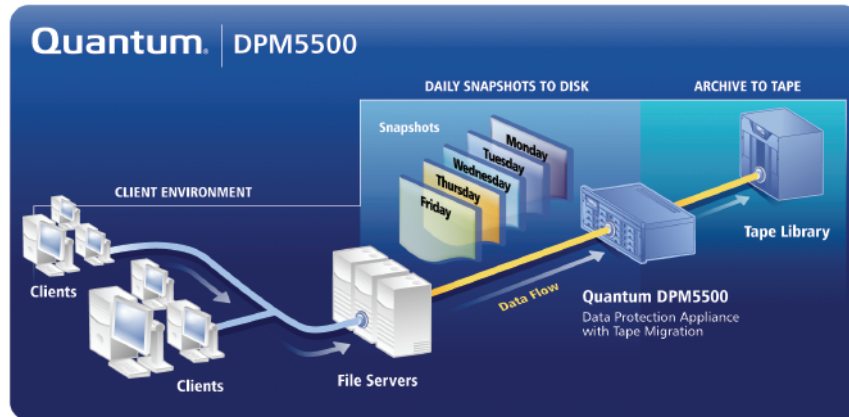 Quantum. DPM5500
DAILY SNAPSHOTS TO DISK
ARCHIVE TO TAPE
Snapshots
Monday
Tuesday
Wednesday
Thursday
Friday
CLIENT ENVIRONMENT
Tape Library
Clients
Data Flow
Quantum DPM5500
Data Protection Appliance
with Tape Migration
Clients
File Servers